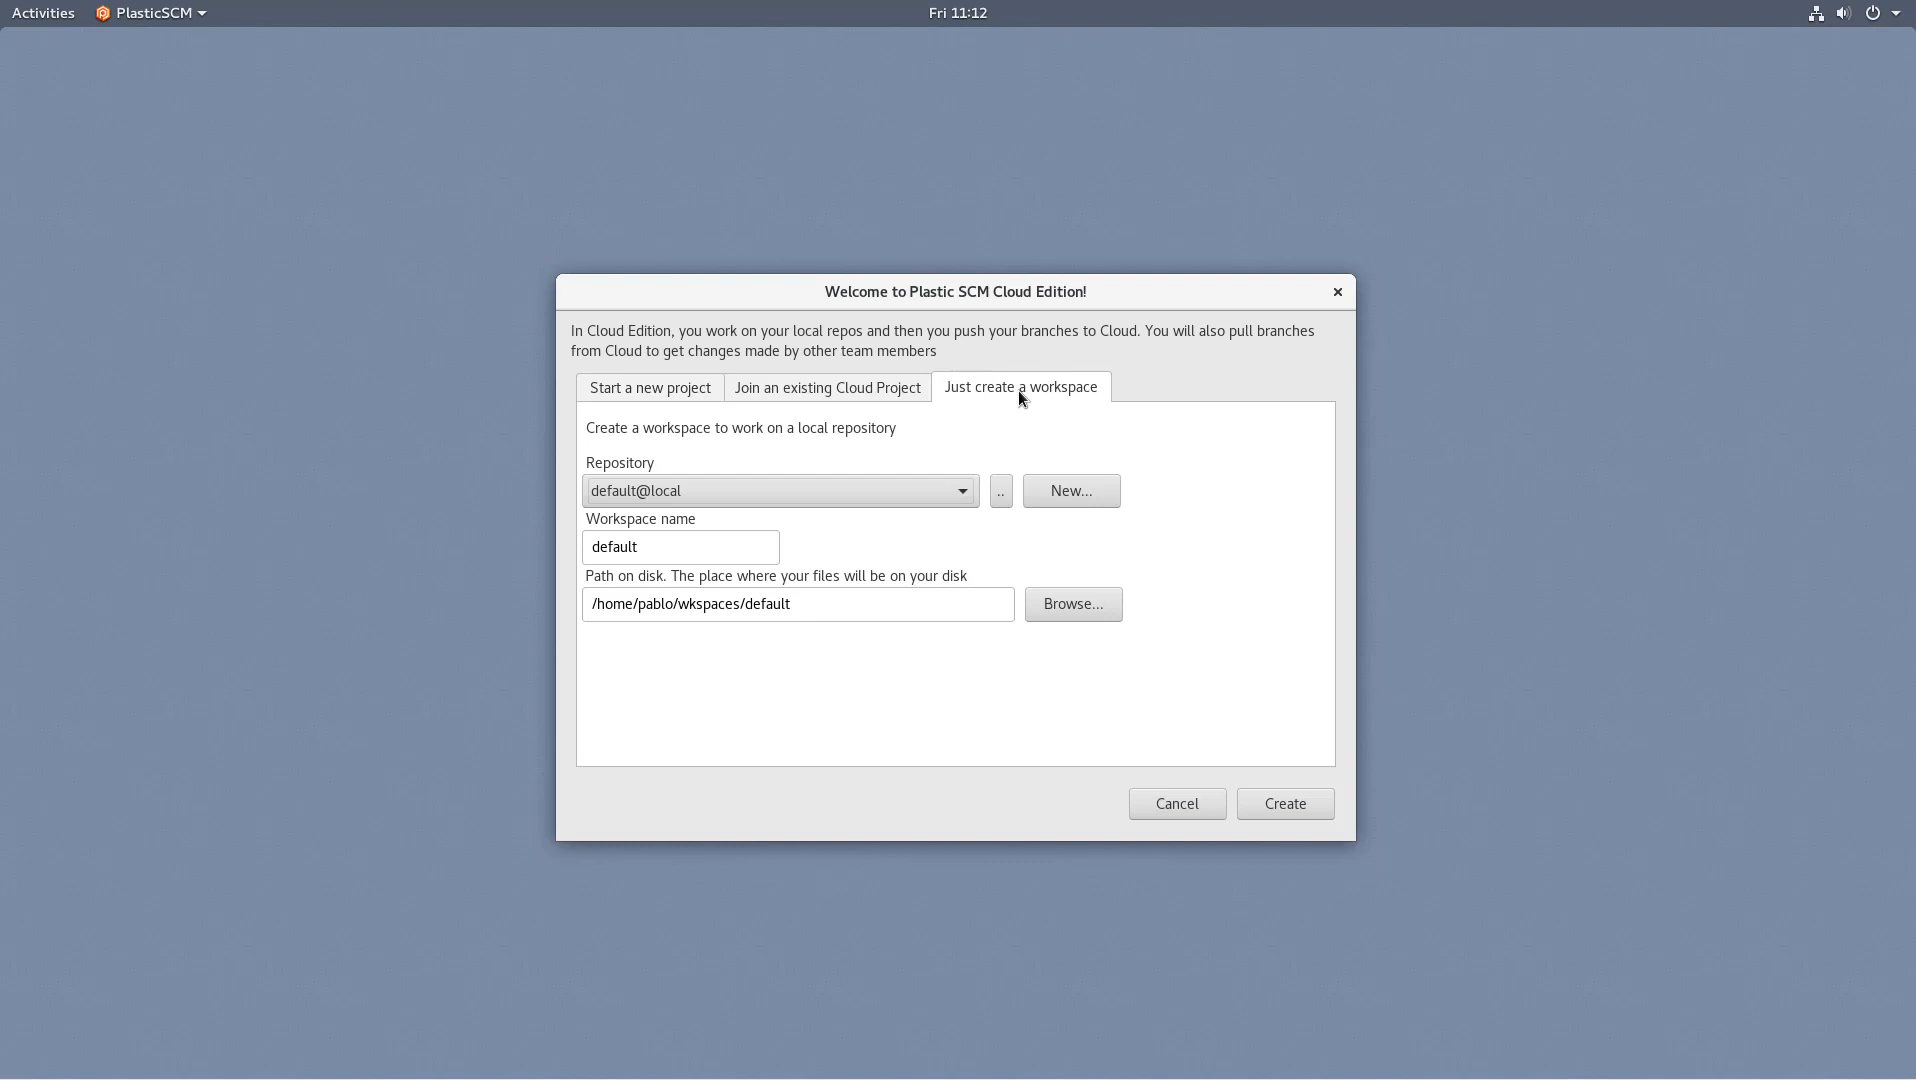 Activities PlasticSCM Fri 11:12
Welcome to Plastic SCM Cloud Edition!
In Cloud Edition, you work on your local repos and then you push your branches to Cloud. You will also pull branches
from Cloud to get changes made by other team members
Start a new project Join an existing Cloud Project Just create a workspace
Create a workspace to work on a local repository
Repository
default@local .. New...
Workspace name
default
Path on disk. The place where your files will be on your disk
/home/pablo/wkspaces/default Browse...
Cancel Create